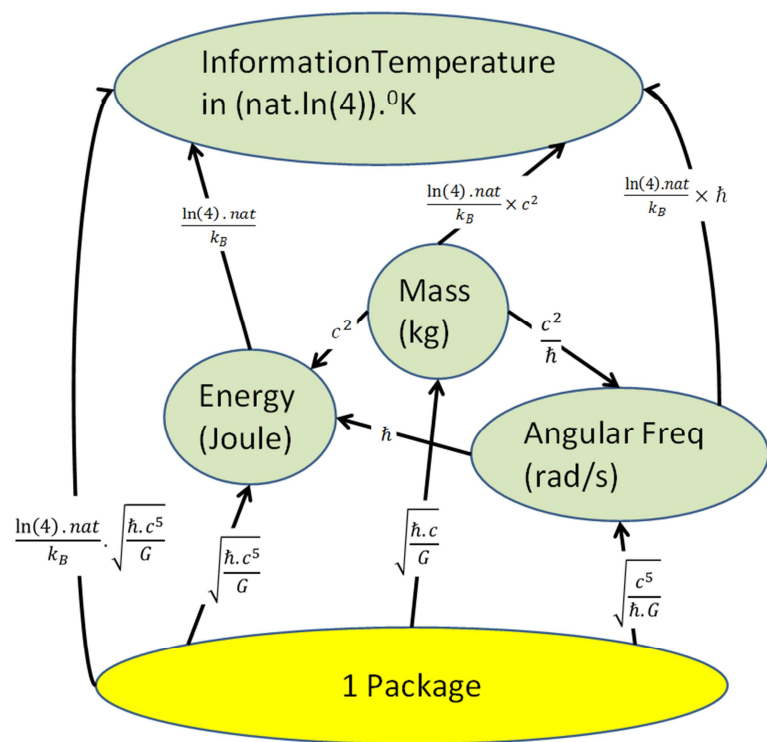 InformationTemperature
in (nat.ln(4)).⁰K
ln(4).nat/k_B
ln(4).nat/k_B × c²
ln(4).nat/k_B × ħ
Mass
(kg)
c²
c²/ħ
Energy
(Joule)
ħ
Angular Freq
(rad/s)
ln(4).nat/k_B . √(ħ.c⁵/G)
√(ħ.c⁵/G)
√(ħ.c/G)
√(c⁵/ħ.G)
1 Package